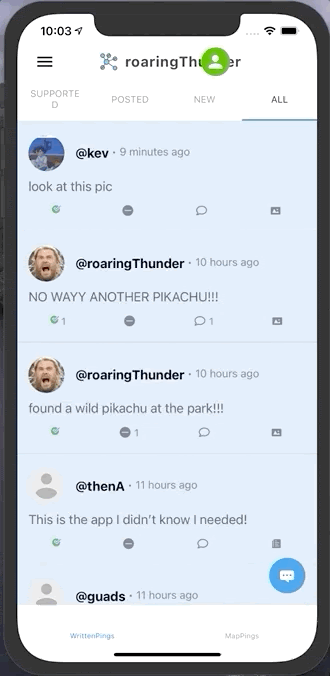 10:03
roaringThu er
SUPPORTE
D
POSTED
NEW
ALL
@kev · 9 minutes ago
look at this pic
@roaringThunder · 10 hours ago
NO WAYY ANOTHER PIKACHU!!!
1
1
@roaringThunder · 10 hours ago
found a wild pikachu at the park!!!
1
@thenA · 11 hours ago
This is the app I didn't know I needed!
@guads · 11 hours ago
WrittenPings
MapPings